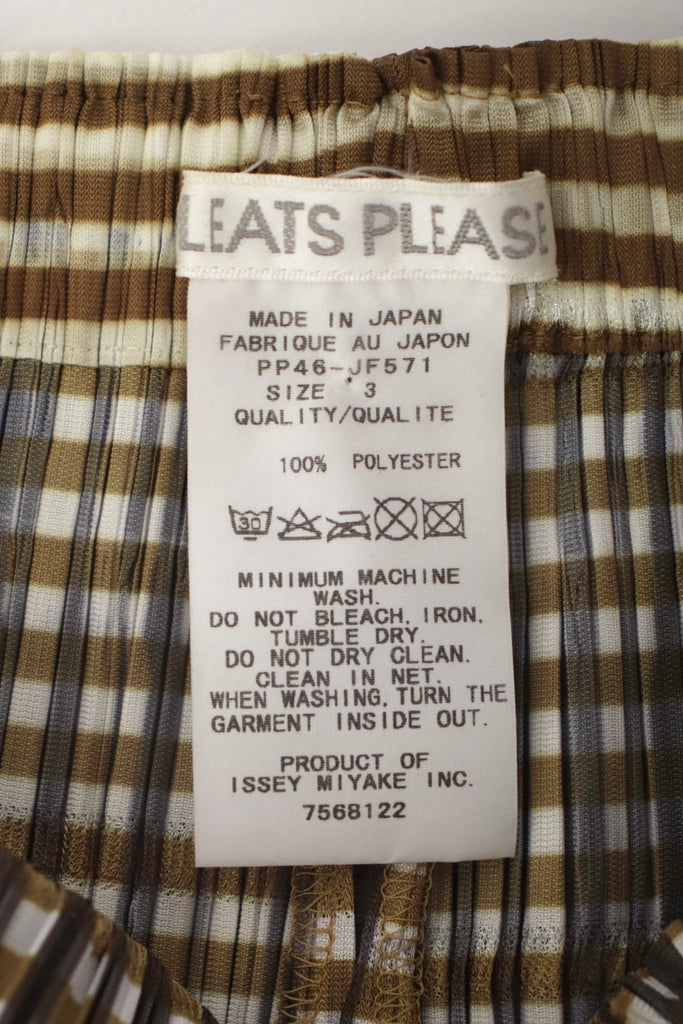 LEATS PLEASE
MADE IN JAPAN
FABRIQUE AU JAPON
PP46-JF571
SIZE 3
QUALITY/QUALITE
100% POLYESTER
30
MINIMUM MACHINE
WASH.
DO NOT BLEACH, IRON,
TUMBLE DRY.
DO NOT DRY CLEAN.
CLEAN IN NET.
WHEN WASHING, TURN THE
GARMENT INSIDE OUT.
PRODUCT OF
ISSEY MIYAKE INC.
7568122